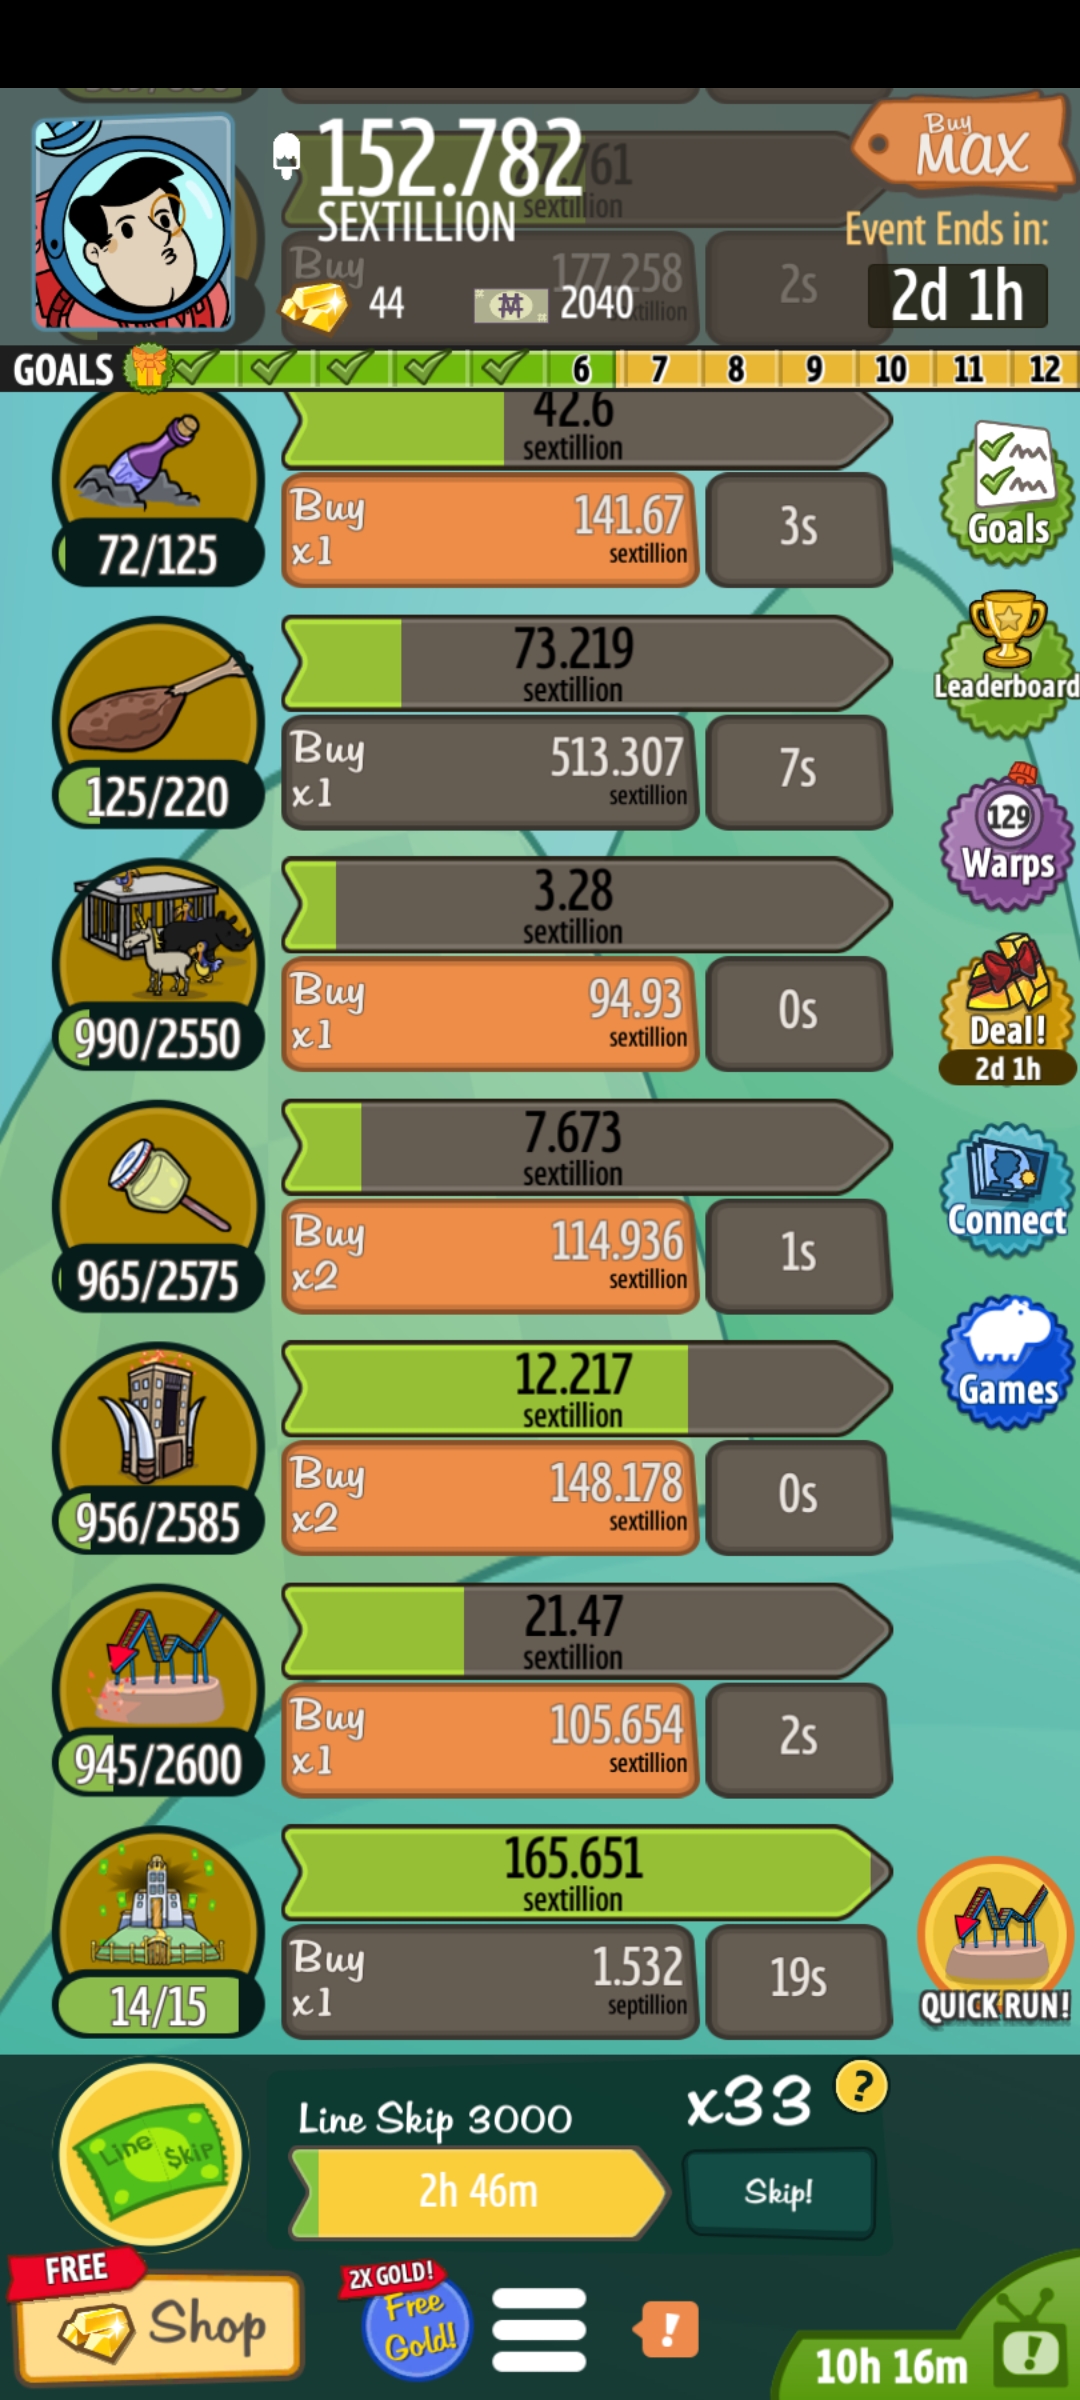 Buy
MAX
152.782
SEXTILLION
Event Ends in:
2d 1h
Buy
177.258
2s
44
2040
GOALS 6 7 8 9 10 11 12
42.6
sextillion
Buy
x1
141.67
sextillion
3s
72/125
Goals
73.219
sextillion
Buy
x1
513.307
sextillion
7s
125/220
Leaderboard
3.28
sextillion
Buy
x1
94.93
sextillion
0s
990/2550
129
Warps
Deal!
2d 1h
7.673
sextillion
Buy
x2
114.936
sextillion
1s
965/2575
Connect
12.217
sextillion
Buy
x2
148.178
sextillion
0s
956/2585
Games
21.47
sextillion
Buy
x1
105.654
sextillion
2s
945/2600
165.651
sextillion
Buy
x1
1.532
septillion
19s
14/15
QUICK RUN!
Line $kip
Line Skip 3000
x33
?
2h 46m
Skip!
FREE
Shop
2X GOLD!
Free
Gold!
!
10h 16m
!